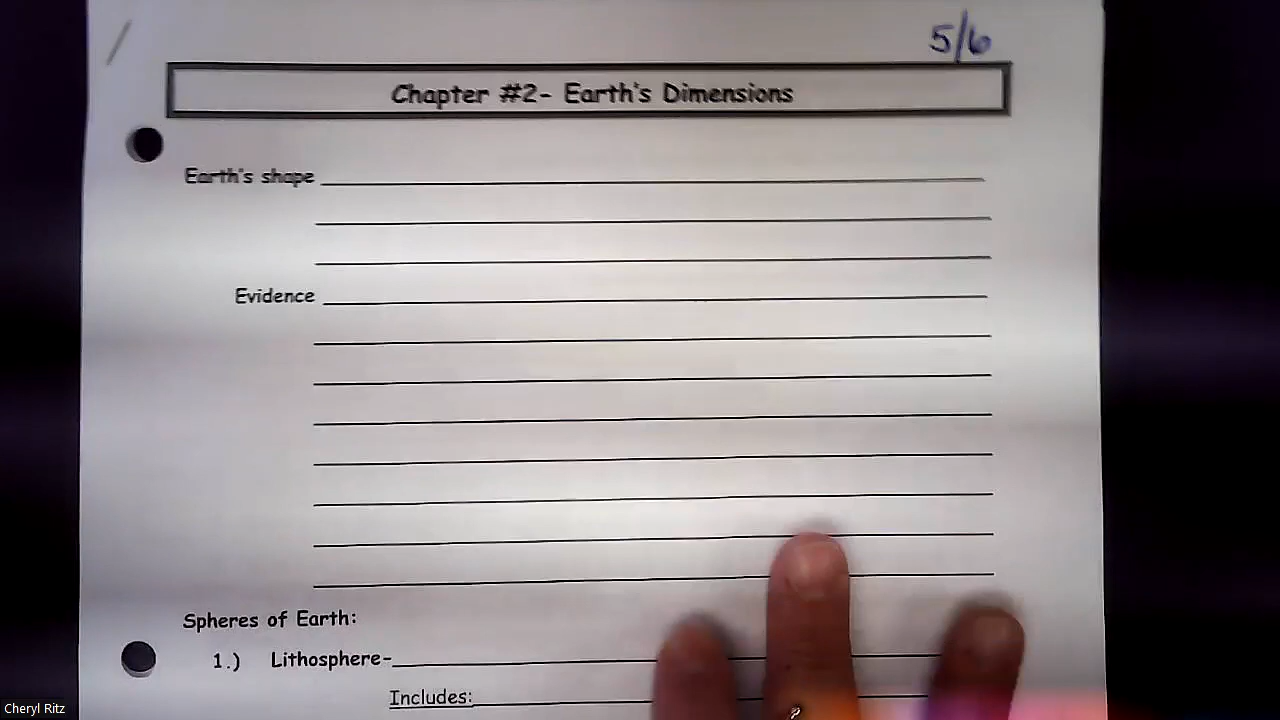 5/6
Chapter #2- Earth's Dimensions
Earth's shape
Evidence
Spheres of Earth:
1.) Lithosphere-
Includes:
Cheryl Ritz